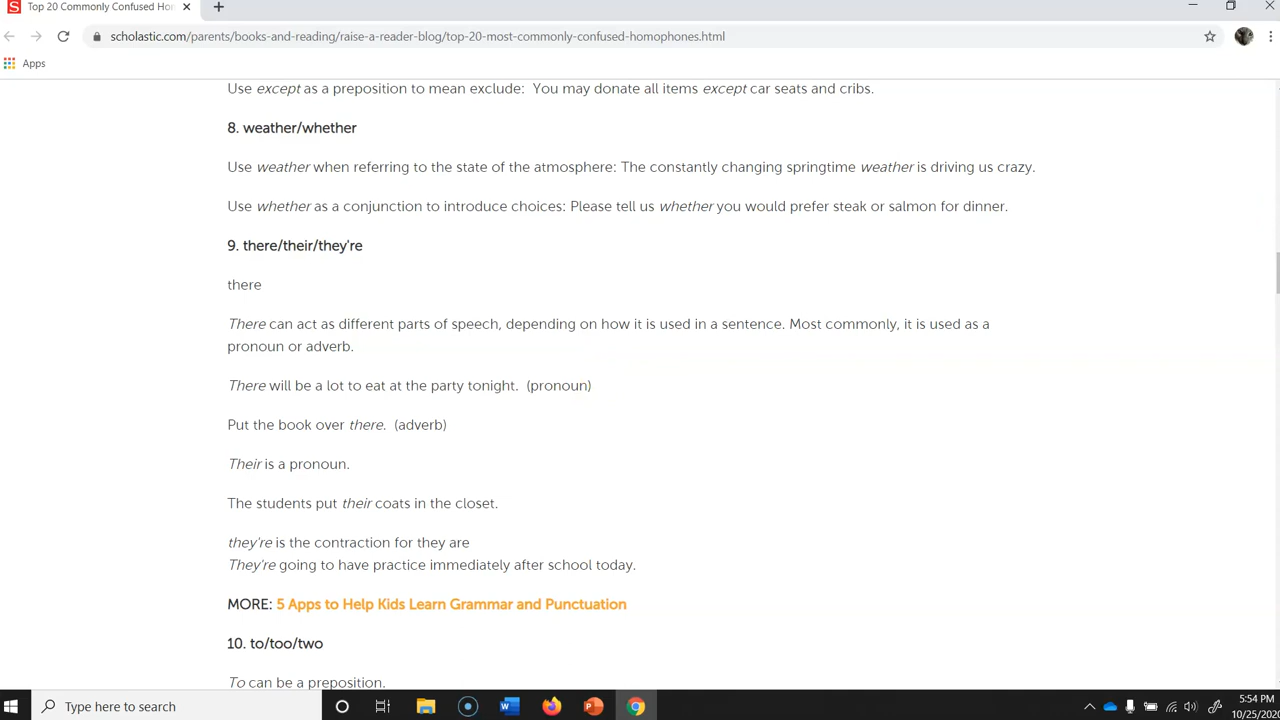 Top 20 Commonly Confused Hor
scholastic.com/parents/books-and-reading/raise-a-reader-blog/top-20-most-commonly-confused-homophones.html
Apps
Use except as a preposition to mean exclude: You may donate all items except car seats and cribs.
8. weather/whether
Use weather when referring to the state of the atmosphere: The constantly changing springtime weather is driving us crazy.
Use whether as a conjunction to introduce choices: Please tell us whether you would prefer steak or salmon for dinner.
9. there/their/they're
there
There can act as different parts of speech, depending on how it is used in a sentence. Most commonly, it is used as a
pronoun or adverb.
There will be a lot to eat at the party tonight. (pronoun)
Put the book over there. (adverb)
Their is a pronoun.
The students put their coats in the closet.
they're is the contraction for they are
They're going to have practice immediately after school today.
MORE: 5 Apps to Help Kids Learn Grammar and Punctuation
10. to/too/two
To can be a preposition.
Type here to search
5:54 PM
10/25/2020